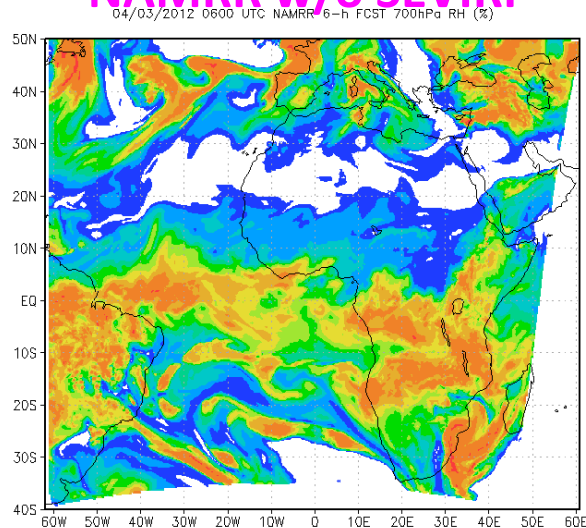 NAMRR W/O SEVIRI
04/03/2012 0600 UTC NAMRR 6-h FCST 700hPa RH (%)
50N
40N
30N
20N
10N
EQ
10S
20S
30S
40S
60W 50W 40W 30W 20W 10W 0 10E 20E 30E 40E 50E 60E